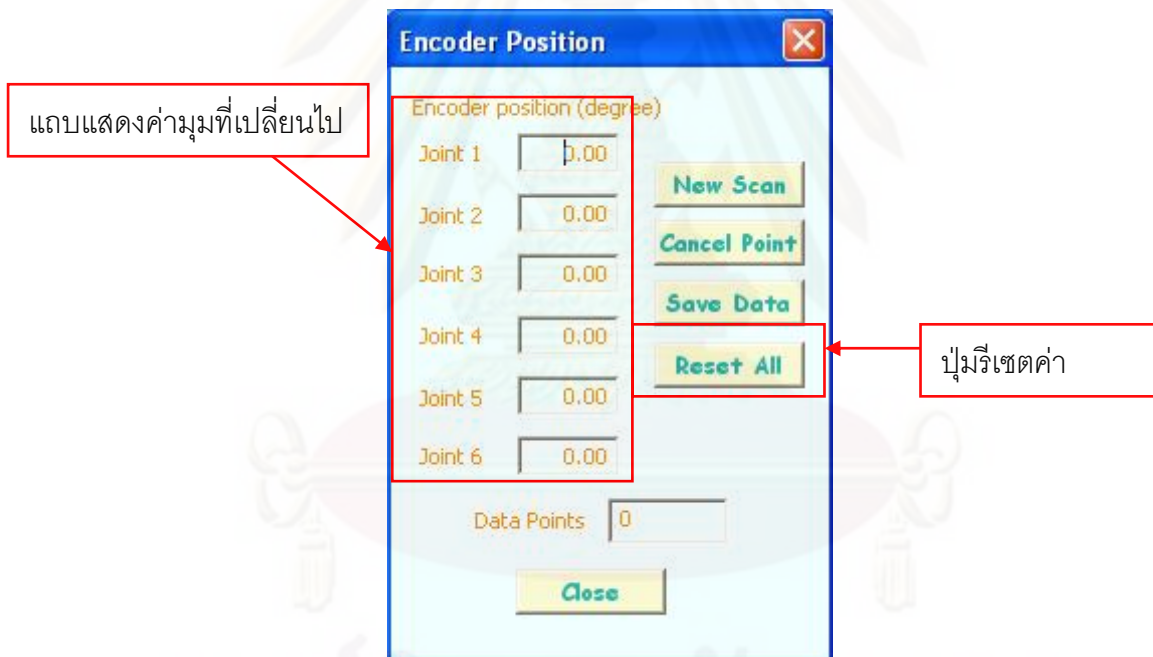 Encoder Position
แถบแสดงค่ามุมที่เปลี่ยนไป
Encoder position (degree)
Joint 1 0.00
Joint 2 0.00
Joint 3 0.00
Joint 4 0.00
Joint 5 0.00
Joint 6 0.00
New Scan
Cancel Point
Save Data
Reset All
ปุ่มรีเซตค่า
Data Points 0
Close